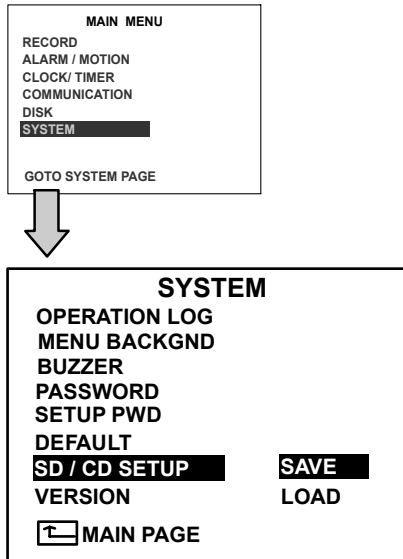 MAIN MENU
RECORD
ALARM / MOTION
CLOCK/ TIMER
COMMUNICATION
DISK
SYSTEM
GOTO SYSTEM PAGE
SYSTEM
OPERATION LOG
MENU BACKGND
BUZZER
PASSWORD
SETUP PWD
DEFAULT
SD / CD SETUP SAVE
VERSION LOAD
MAIN PAGE